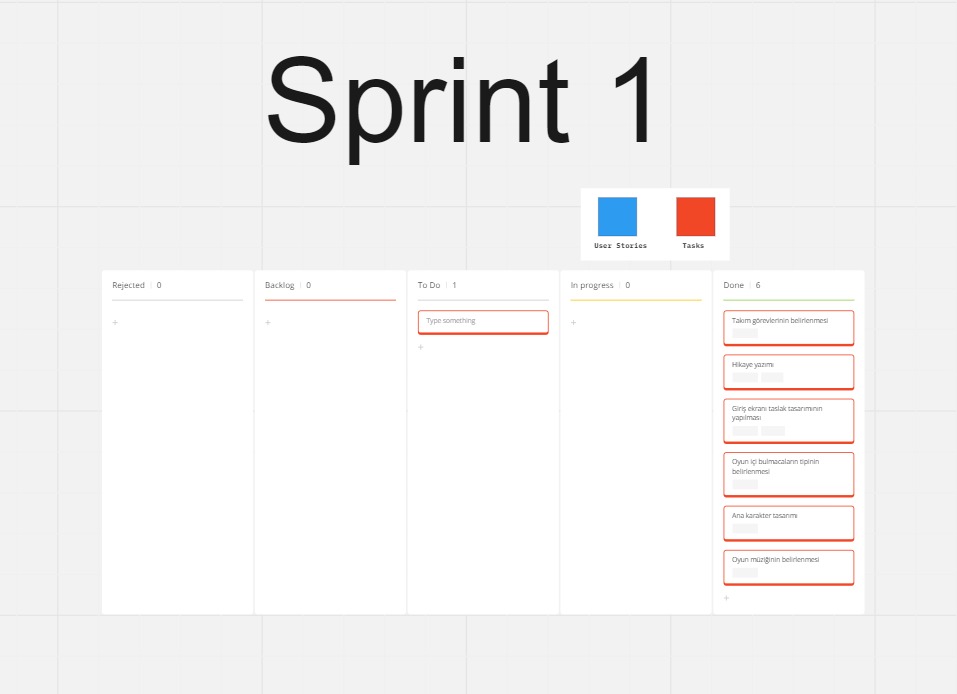 Sprint 1
User Stories
Tasks
Rejected 0
Backlog 0
To Do 1
In progress 0
Done 6
+
+
Type something
+
+
Takım görevlerinin belirlenmesi
Hikaye yazımı
Giriş ekranı taslak tasarımının
yapılması
Oyun içi bulmacaların tipinin
belirlenmesi
Ana karakter tasarımı
Oyun müziğinin belirlenmesi
+